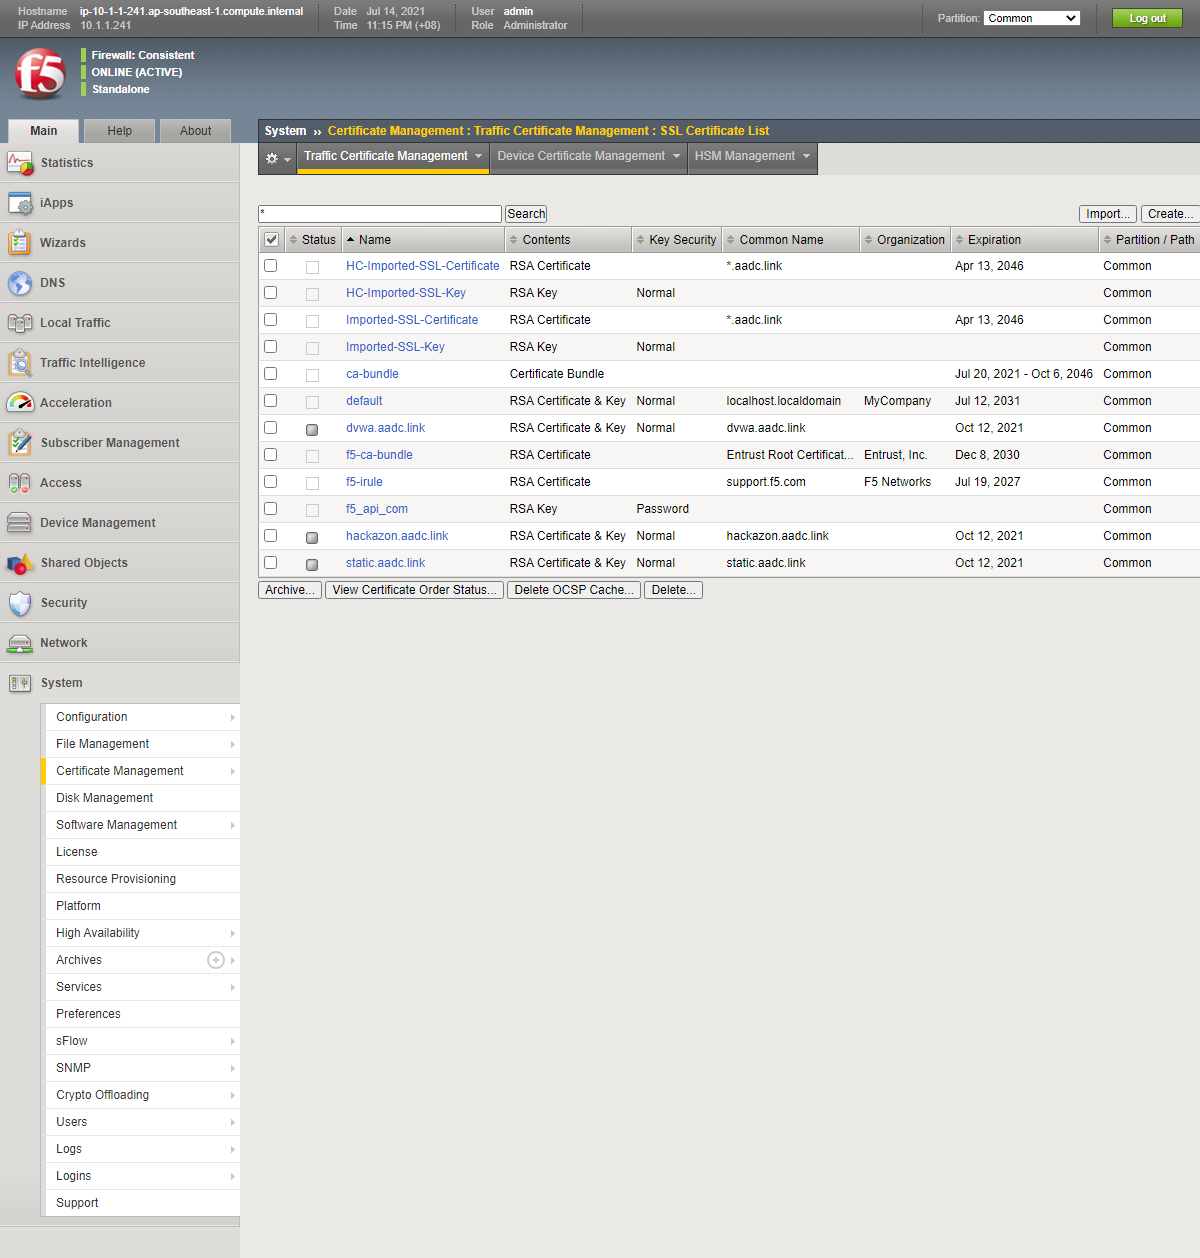 Hostname ip-10-1-1-241.ap-southeast-1.compute.internal Date Jul 14, 2021 User admin
IP Address 10.1.1.241 Time 11:15 PM (+08) Role Administrator
Partition: Common Log out
f5
Firewall: Consistent
ONLINE (ACTIVE)
Standalone
Main Help About
System ›› Certificate Management : Traffic Certificate Management : SSL Certificate List
Traffic Certificate Management Device Certificate Management HSM Management
Statistics
iApps
Wizards
DNS
Local Traffic
Traffic Intelligence
Acceleration
Subscriber Management
Access
Device Management
Shared Objects
Security
Network
System
Configuration
File Management
Certificate Management
Disk Management
Software Management
License
Resource Provisioning
Platform
High Availability
Archives
Services
Preferences
sFlow
SNMP
Crypto Offloading
Users
Logs
Logins
Support
* Search Import... Create...
Status Name Contents Key Security Common Name Organization Expiration Partition / Path
HC-Imported-SSL-Certificate RSA Certificate *.aadc.link Apr 13, 2046 Common
HC-Imported-SSL-Key RSA Key Normal Common
Imported-SSL-Certificate RSA Certificate *.aadc.link Apr 13, 2046 Common
Imported-SSL-Key RSA Key Normal Common
ca-bundle Certificate Bundle Jul 20, 2021 - Oct 6, 2046 Common
default RSA Certificate & Key Normal localhost.localdomain MyCompany Jul 12, 2031 Common
dvwa.aadc.link RSA Certificate & Key Normal dvwa.aadc.link Oct 12, 2021 Common
f5-ca-bundle RSA Certificate Entrust Root Certificat... Entrust, Inc. Dec 8, 2030 Common
f5-irule RSA Certificate support.f5.com F5 Networks Jul 19, 2027 Common
f5_api_com RSA Key Password Common
hackazon.aadc.link RSA Certificate & Key Normal hackazon.aadc.link Oct 12, 2021 Common
static.aadc.link RSA Certificate & Key Normal static.aadc.link Oct 12, 2021 Common
Archive... View Certificate Order Status... Delete OCSP Cache... Delete...